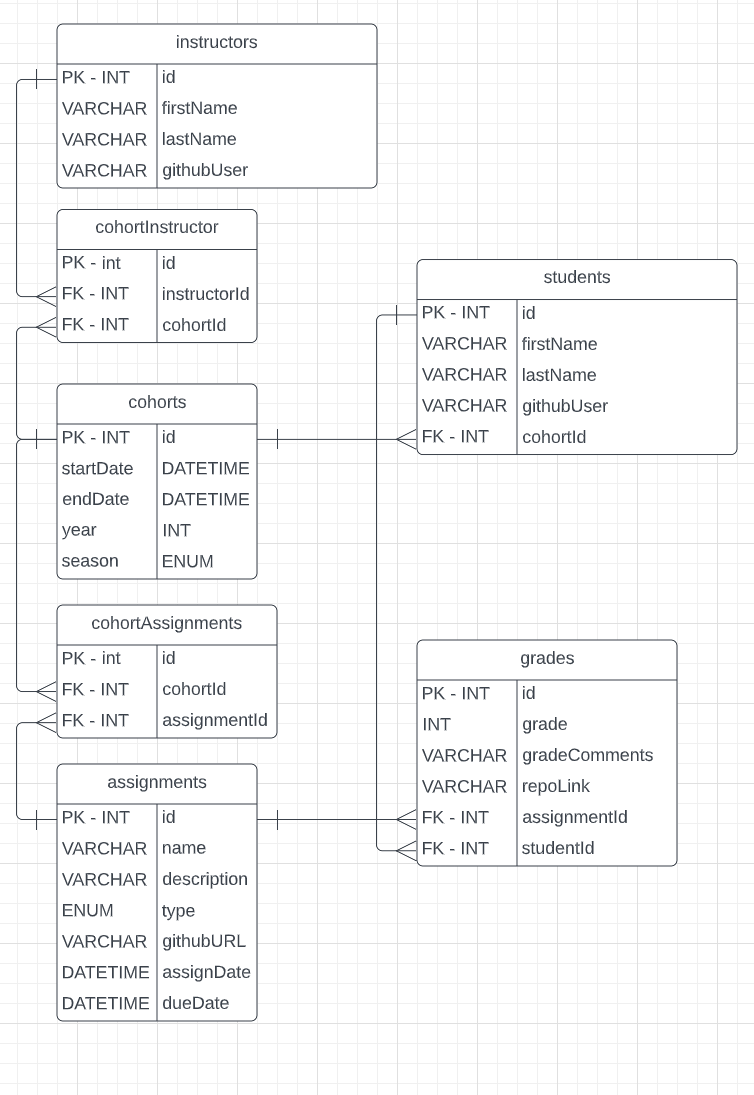 instructors
PK - INT id
VARCHAR firstName
VARCHAR lastName
VARCHAR githubUser
cohortInstructor
PK - int id
FK - INT instructorId
FK - INT cohortId
cohorts
PK - INT id
startDate DATETIME
endDate DATETIME
year INT
season ENUM
cohortAssignments
PK - int id
FK - INT cohortId
FK - INT assignmentId
assignments
PK - INT id
VARCHAR name
VARCHAR description
ENUM type
VARCHAR githubURL
DATETIME assignDate
DATETIME dueDate
students
PK - INT id
VARCHAR firstName
VARCHAR lastName
VARCHAR githubUser
FK - INT cohortId
grades
PK - INT id
INT grade
VARCHAR gradeComments
VARCHAR repoLink
FK - INT assignmentId
FK - INT studentId